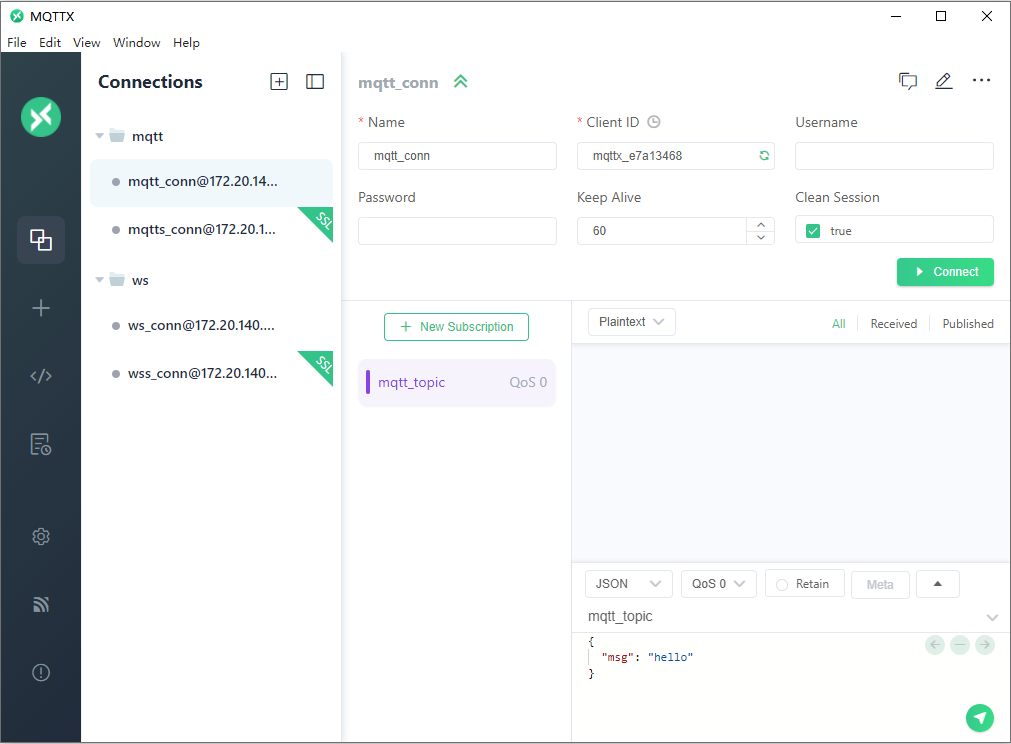 MQTTX
File Edit View Window Help
Connections
mqtt
mqtt_conn@172.20.14...
mqtts_conn@172.20.1...
SSL
ws
ws_conn@172.20.140....
wss_conn@172.20.140...
SSL
mqtt_conn
* Name
mqtt_conn
* Client ID
mqttx_e7a13468
Username
Password
Keep Alive
60
Clean Session
true
Connect
New Subscription
mqtt_topic QoS 0
Plaintext
All Received Published
JSON QoS 0 Retain Meta
mqtt_topic
{
"msg": "hello"
}